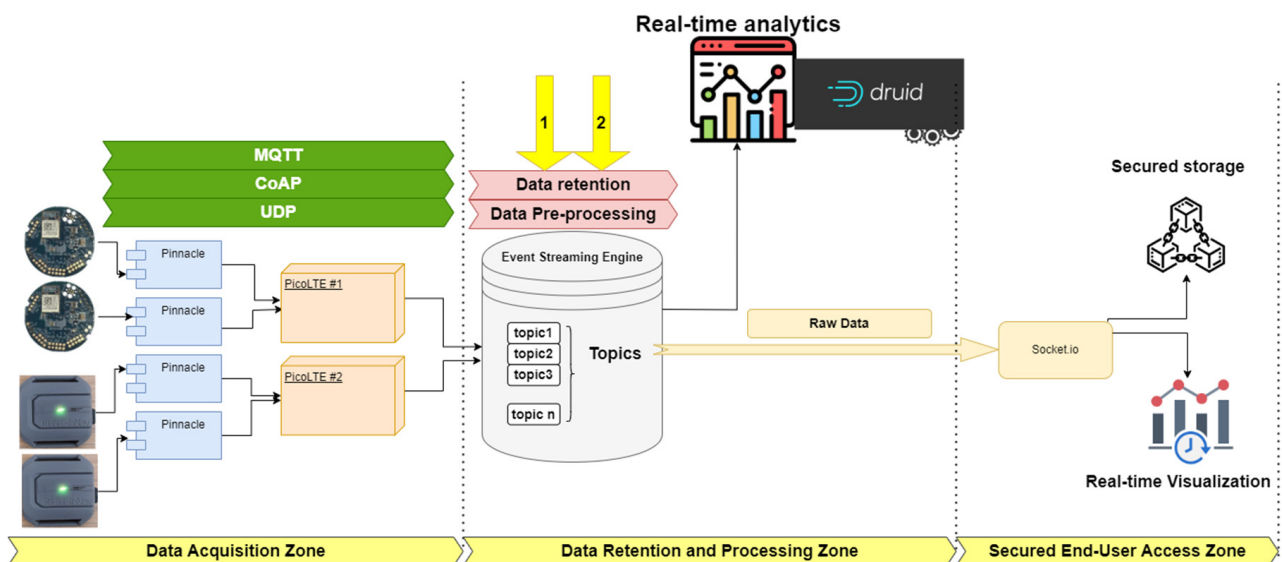 Real-time analytics
druid
1
2
MQTT
CoAP
UDP
Data retention
Data Pre-processing
Secured storage
Pinnacle
Pinnacle
Pinnacle
Pinnacle
PicoLTE #1
PicoLTE #2
Event Streaming Engine
topic1
topic2
topic3
topic n
Topics
Raw Data
Socket.io
Real-time Visualization
Data Acquisition Zone
Data Retention and Processing Zone
Secured End-User Access Zone